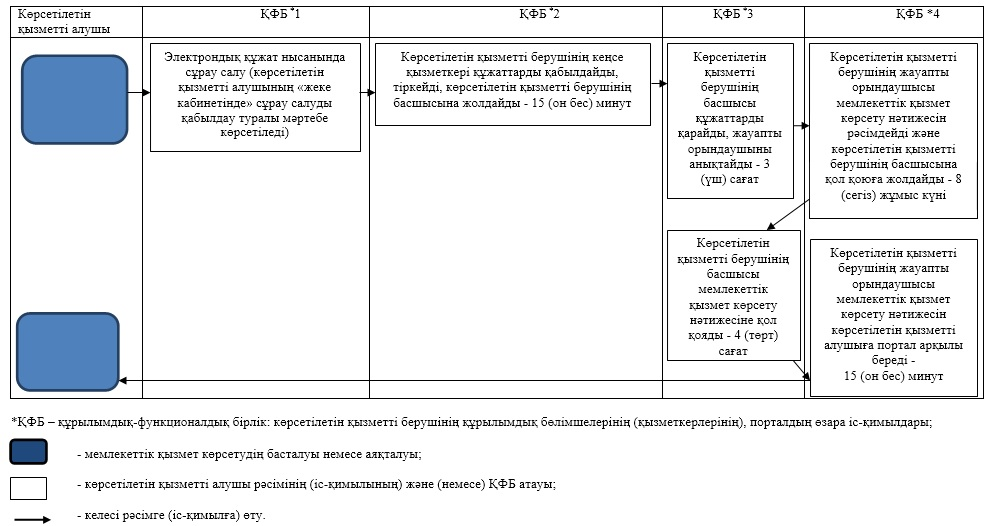 Көрсетілетін
қызметті алушы
ҚФБ *1
ҚФБ *2
ҚФБ *3
ҚФБ *4
Электрондық құжат нысанында
сұрау салу (көрсетілетін
қызметті алушының «жеке
кабинетінде» сұрау салуды
қабылдау туралы мәртебе
көрсетіледі)
Көрсетілетін қызметті берушінің кеңсе
қызметкері құжаттарды қабылдайды,
тіркейді, көрсетілетін қызметті берушінің
басшысына жолдайды - 15 (он бес) минут
Көрсетілетін
қызметті
берушінің
басшысы
құжаттарды
қарайды, жауапты
орындаушыны
анықтайды - 3
(үш) сағат
Көрсетілетін қызметті
берушінің жауапты
орындаушысы
мемлекеттік қызмет
көрсету нәтижесін
рәсімдейді және
көрсетілетін қызметті
берушінің басшысына
қол қоюға жолдайды - 8
(сегіз) жұмыс күні
Көрсетілетін
қызметті берушінің
басшысы
мемлекеттік
қызмет көрсету
нәтижесіне қол
қояды - 4 (төрт)
сағат
Көрсетілетін қызметті
берушінің жауапты
орындаушысы
мемлекеттік қызмет
көрсету нәтижесін
көрсетілетін қызметті
алушыға портал арқылы
береді -
15 (он бес) минут
*ҚФБ – құрылымдық-функционалдық бірлік: көрсетілетін қызметті берушінің құрылымдық бөлімшелерінің (қызметкерлерінің), порталдың өзара іс-қимылдары;
- мемлекеттік қызмет көрсетудің басталуы немесе аяқталуы;
- көрсетілетін қызметті алушы рәсімінің (іс-қимылының) және (немесе) ҚФБ атауы;
- келесі рәсімге (іс-қимылға) өту.